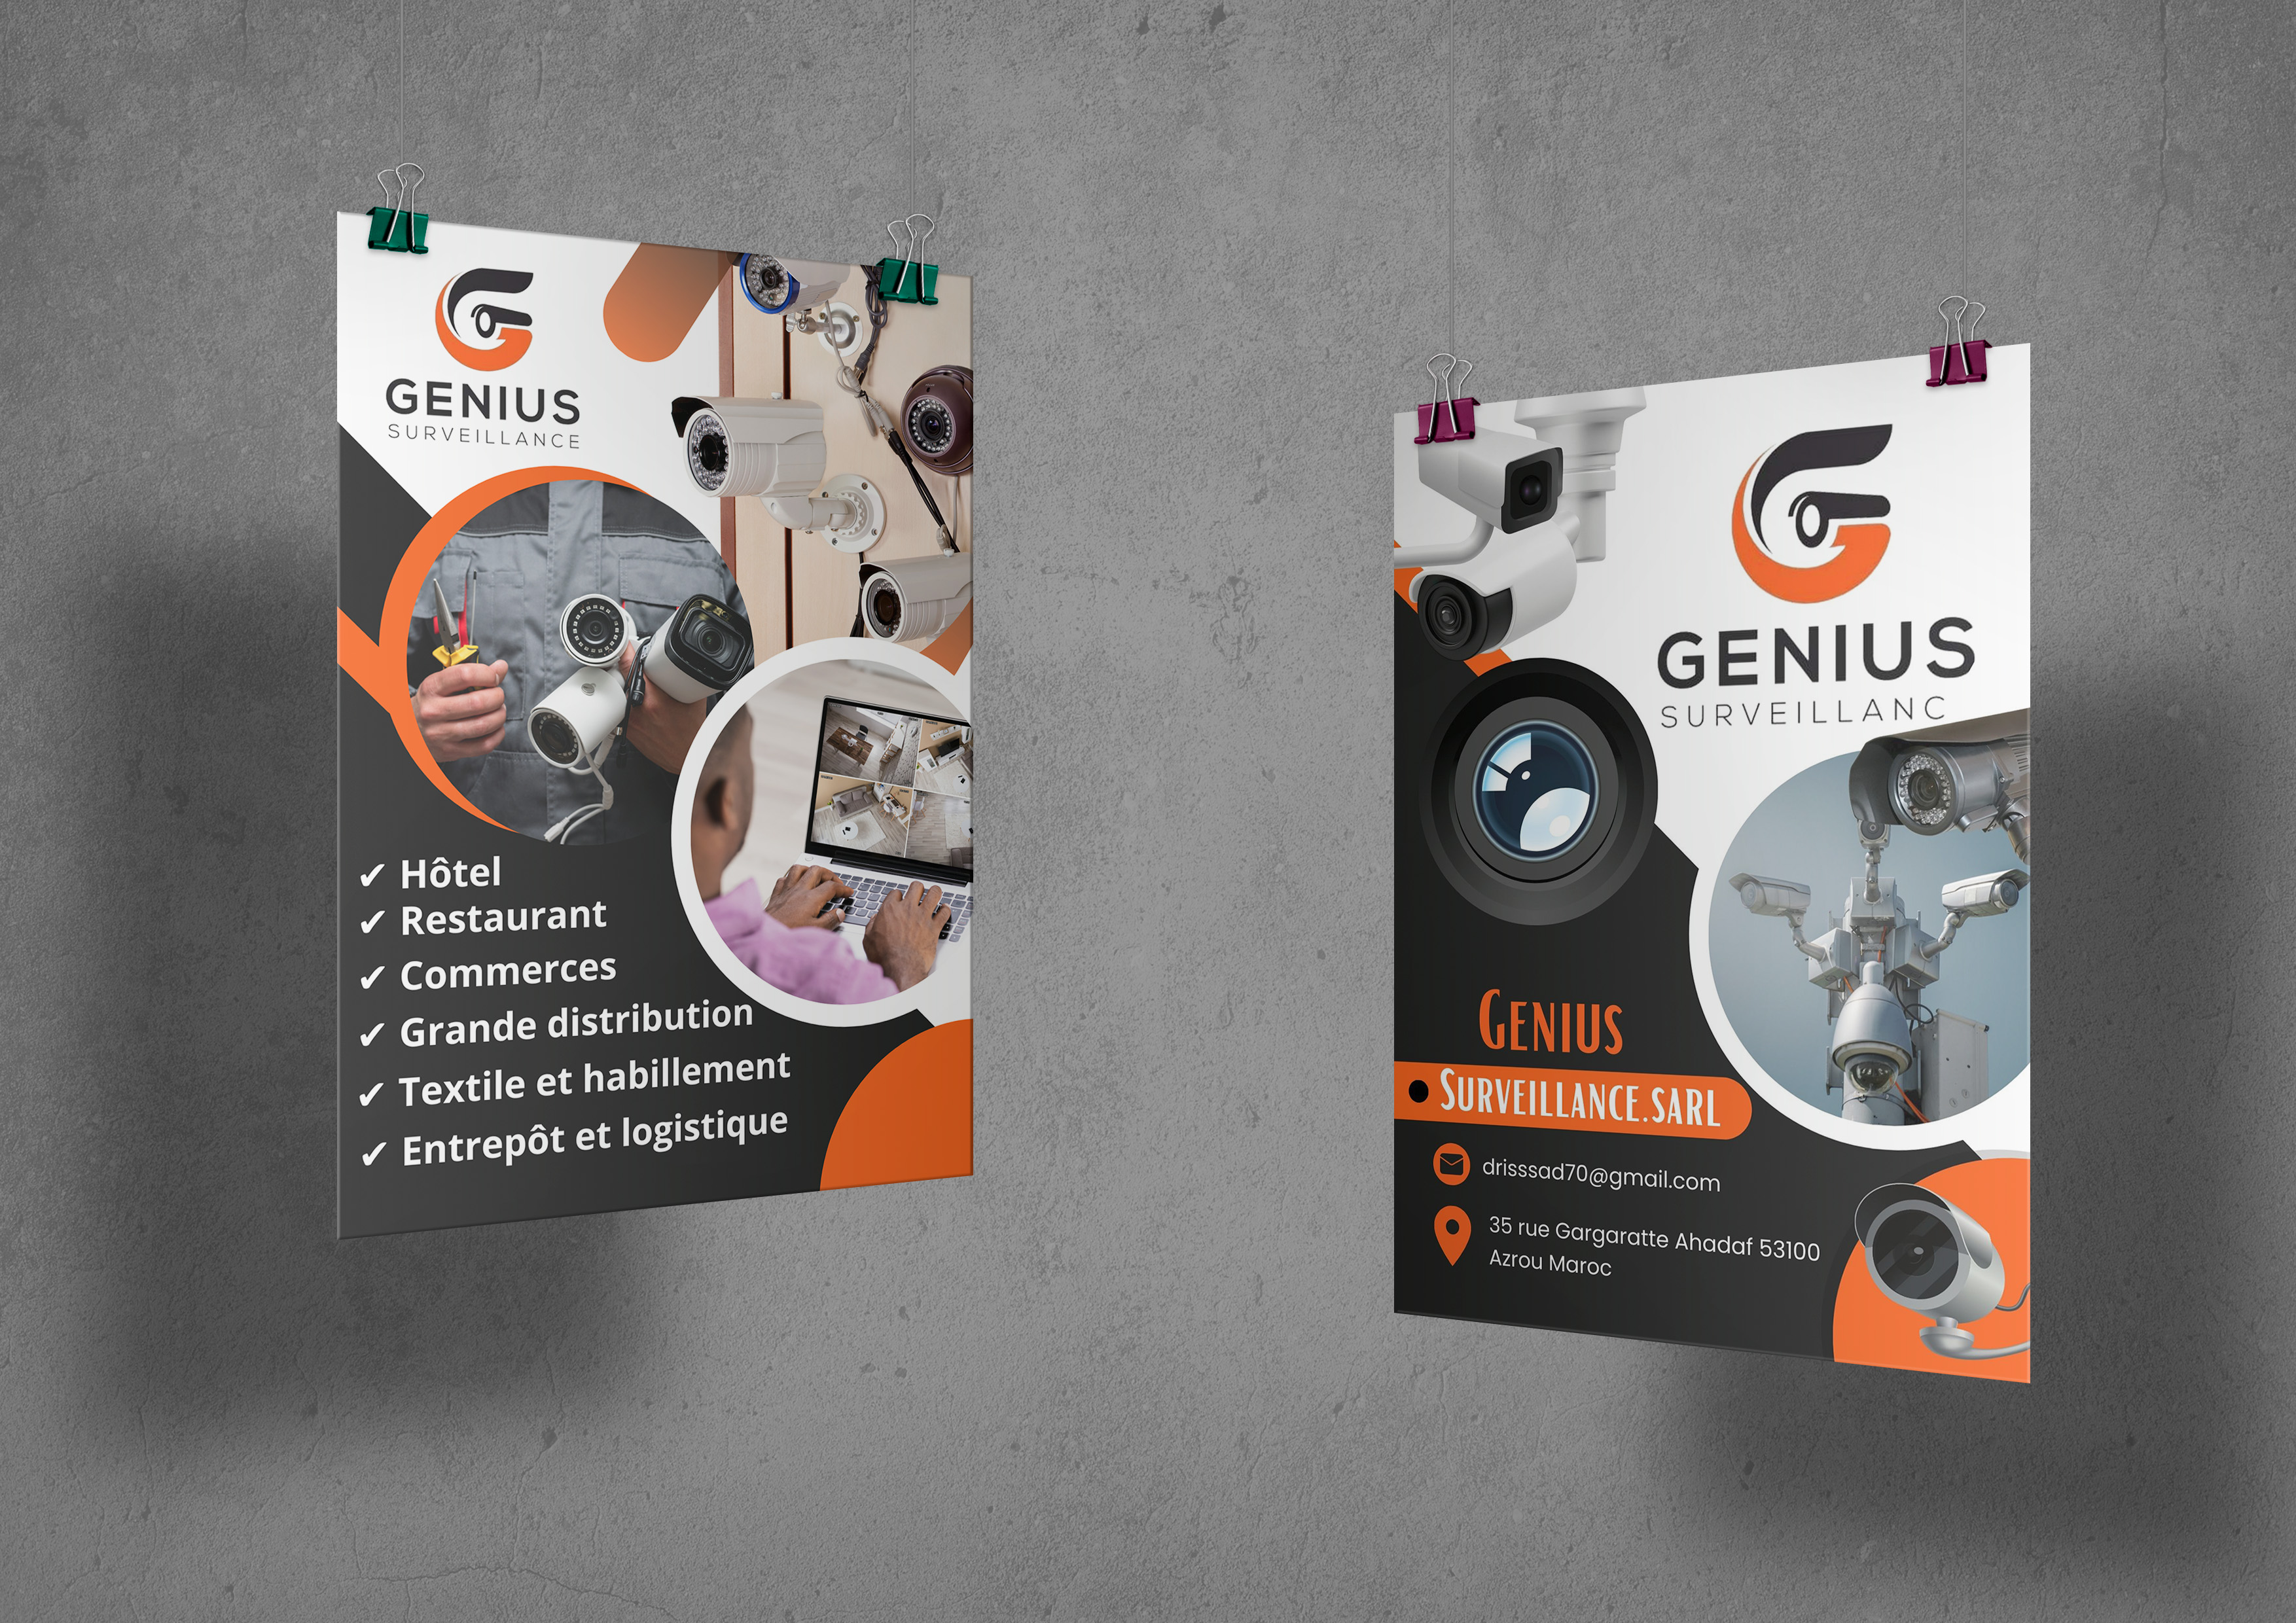 GENIUS
SURVEILLANCE
✔ Hôtel
✔ Restaurant
✔ Commerces
✔ Grande distribution
✔ Textile et habillement
✔ Entrepôt et logistique
GENIUS
SURVEILLANC
GENIUS
• SURVEILLANCE.SARL
drisssad70@gmail.com
35 rue Gargaratte Ahadaf 53100
Azrou Maroc